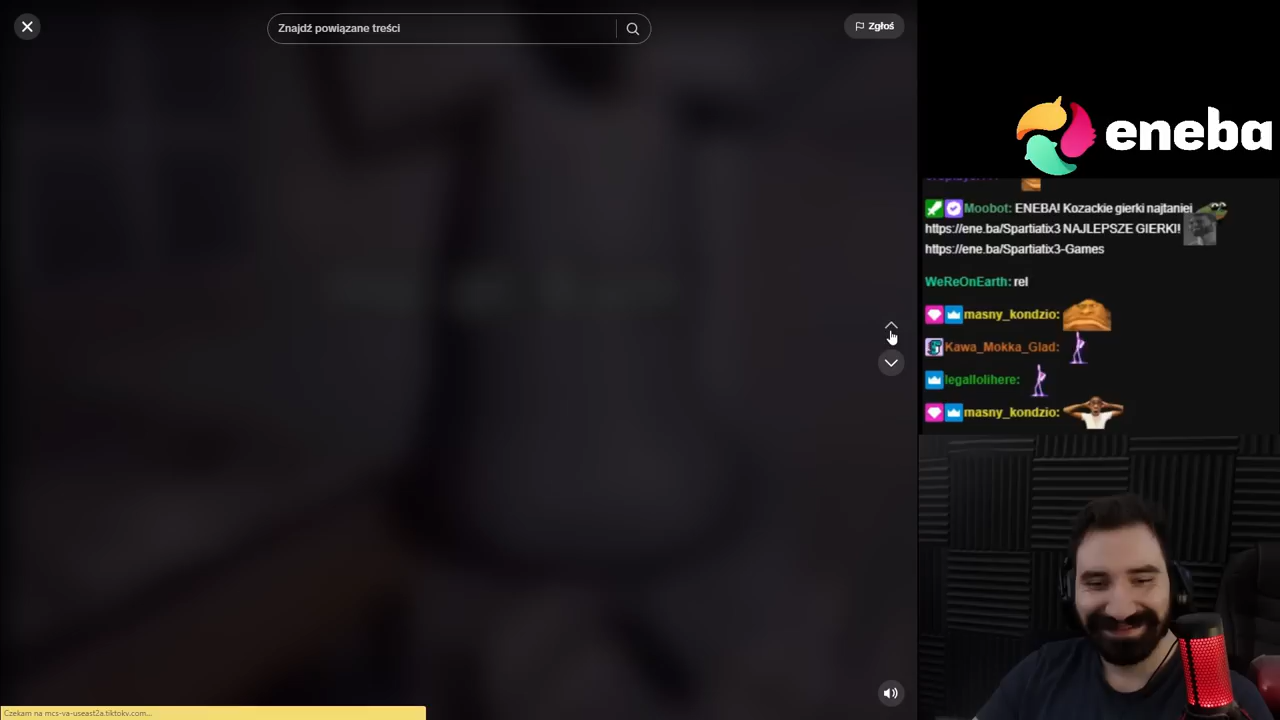 Znajdź powiązane treści
Zgłoś
eneba
Moobot: ENEBA! Kozackie gierki najtaniej
https://ene.ba/Spartiatix3 NAJLEPSZE GIERKI!
https://ene.ba/Spartiatix3-Games
WeReOnEarth: rel
masny_kondzio:
Kawa_Mokka_Glad:
legallolihere:
masny_kondzio:
Czekam na mcs-va-useast2a.tiktokv.com...